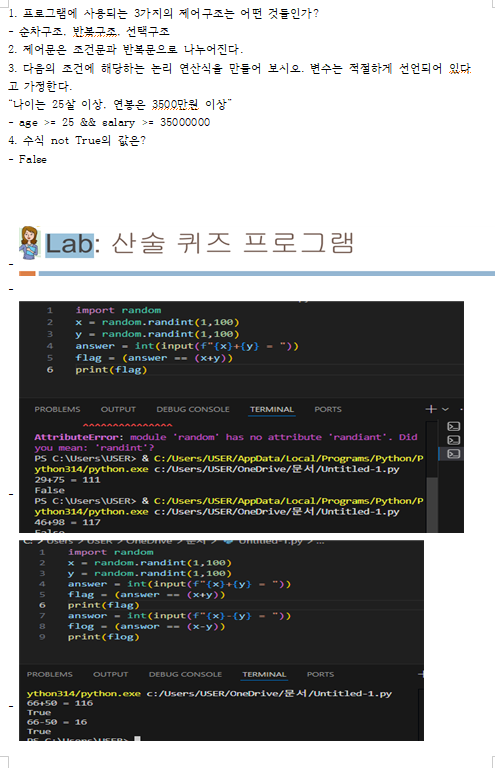 1. 프로그램에 사용되는 3가지의 제어구조는 어떤 것들인가?
- 순차구조, 반복구조, 선택구조
2. 제어문은 조건문과 반복문으로 나누어진다.
3. 다음의 조건에 해당하는 논리 연산식을 만들어 보시오. 변수는 적절하게 선언되어 있다
고 가정한다.
"나이는 25살 이상, 연봉은 3500만원 이상"
- age >= 25 && salary >= 35000000
4. 수식 not True의 값은?
- False
- Lab: 산술 퀴즈 프로그램
-
1 import random
2 x = random.randint(1,100)
3 y = random.randint(1,100)
4 answer = int(input(f"{x}+{y} = "))
5 flag = (answer == (x+y))
6 print(flag)
PROBLEMS OUTPUT DEBUG CONSOLE TERMINAL PORTS
^^^^^^^^^^^^^^^
AttributeError: module 'random' has no attribute 'randiant'. Did
you mean: 'randint'?
PS C:\Users\USER> & C:/Users/USER/AppData/Local/Programs/Python/P
ython314/python.exe c:/Users/USER/OneDrive/문서/Untitled-1.py
29+75 = 111
False
PS C:\Users\USER> & C:/Users/USER/AppData/Local/Programs/Python/P
ython314/python.exe c:/Users/USER/OneDrive/문서/Untitled-1.py
- 46+98 = 117
False
C: > Users > USER > OneDrive > 문서 > Untitled-1.py > ...
1 import random
2 x = random.randint(1,100)
3 y = random.randint(1,100)
4 answer = int(input(f"{x}+{y} = "))
5 flag = (answer == (x+y))
6 print(flag)
7 answor = int(input(f"{x}-{y} = "))
8 flog = (answor == (x-y))
9 print(flog)
PROBLEMS OUTPUT DEBUG CONSOLE TERMINAL PORTS
ython314/python.exe c:/Users/USER/OneDrive/문서/Untitled-1.py
- 66+50 = 116
True
66-50 = 16
True
PS C:\Users\USER>